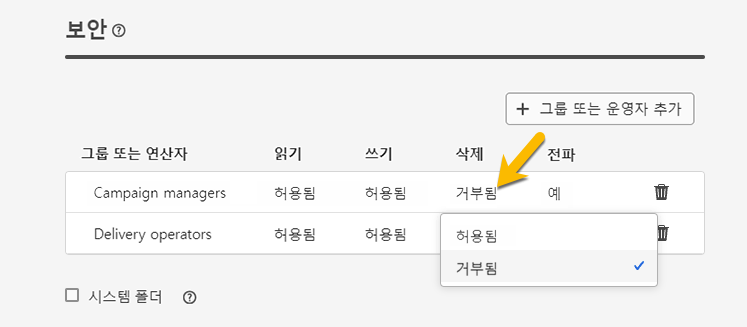 보안
+ 그룹 또는 운영자 추가
그룹 또는 연산자 읽기 쓰기 삭제 전파
Campaign managers 허용됨 허용됨 거부됨 예
Delivery operators 허용됨 허용됨
허용됨
거부됨
시스템 폴더